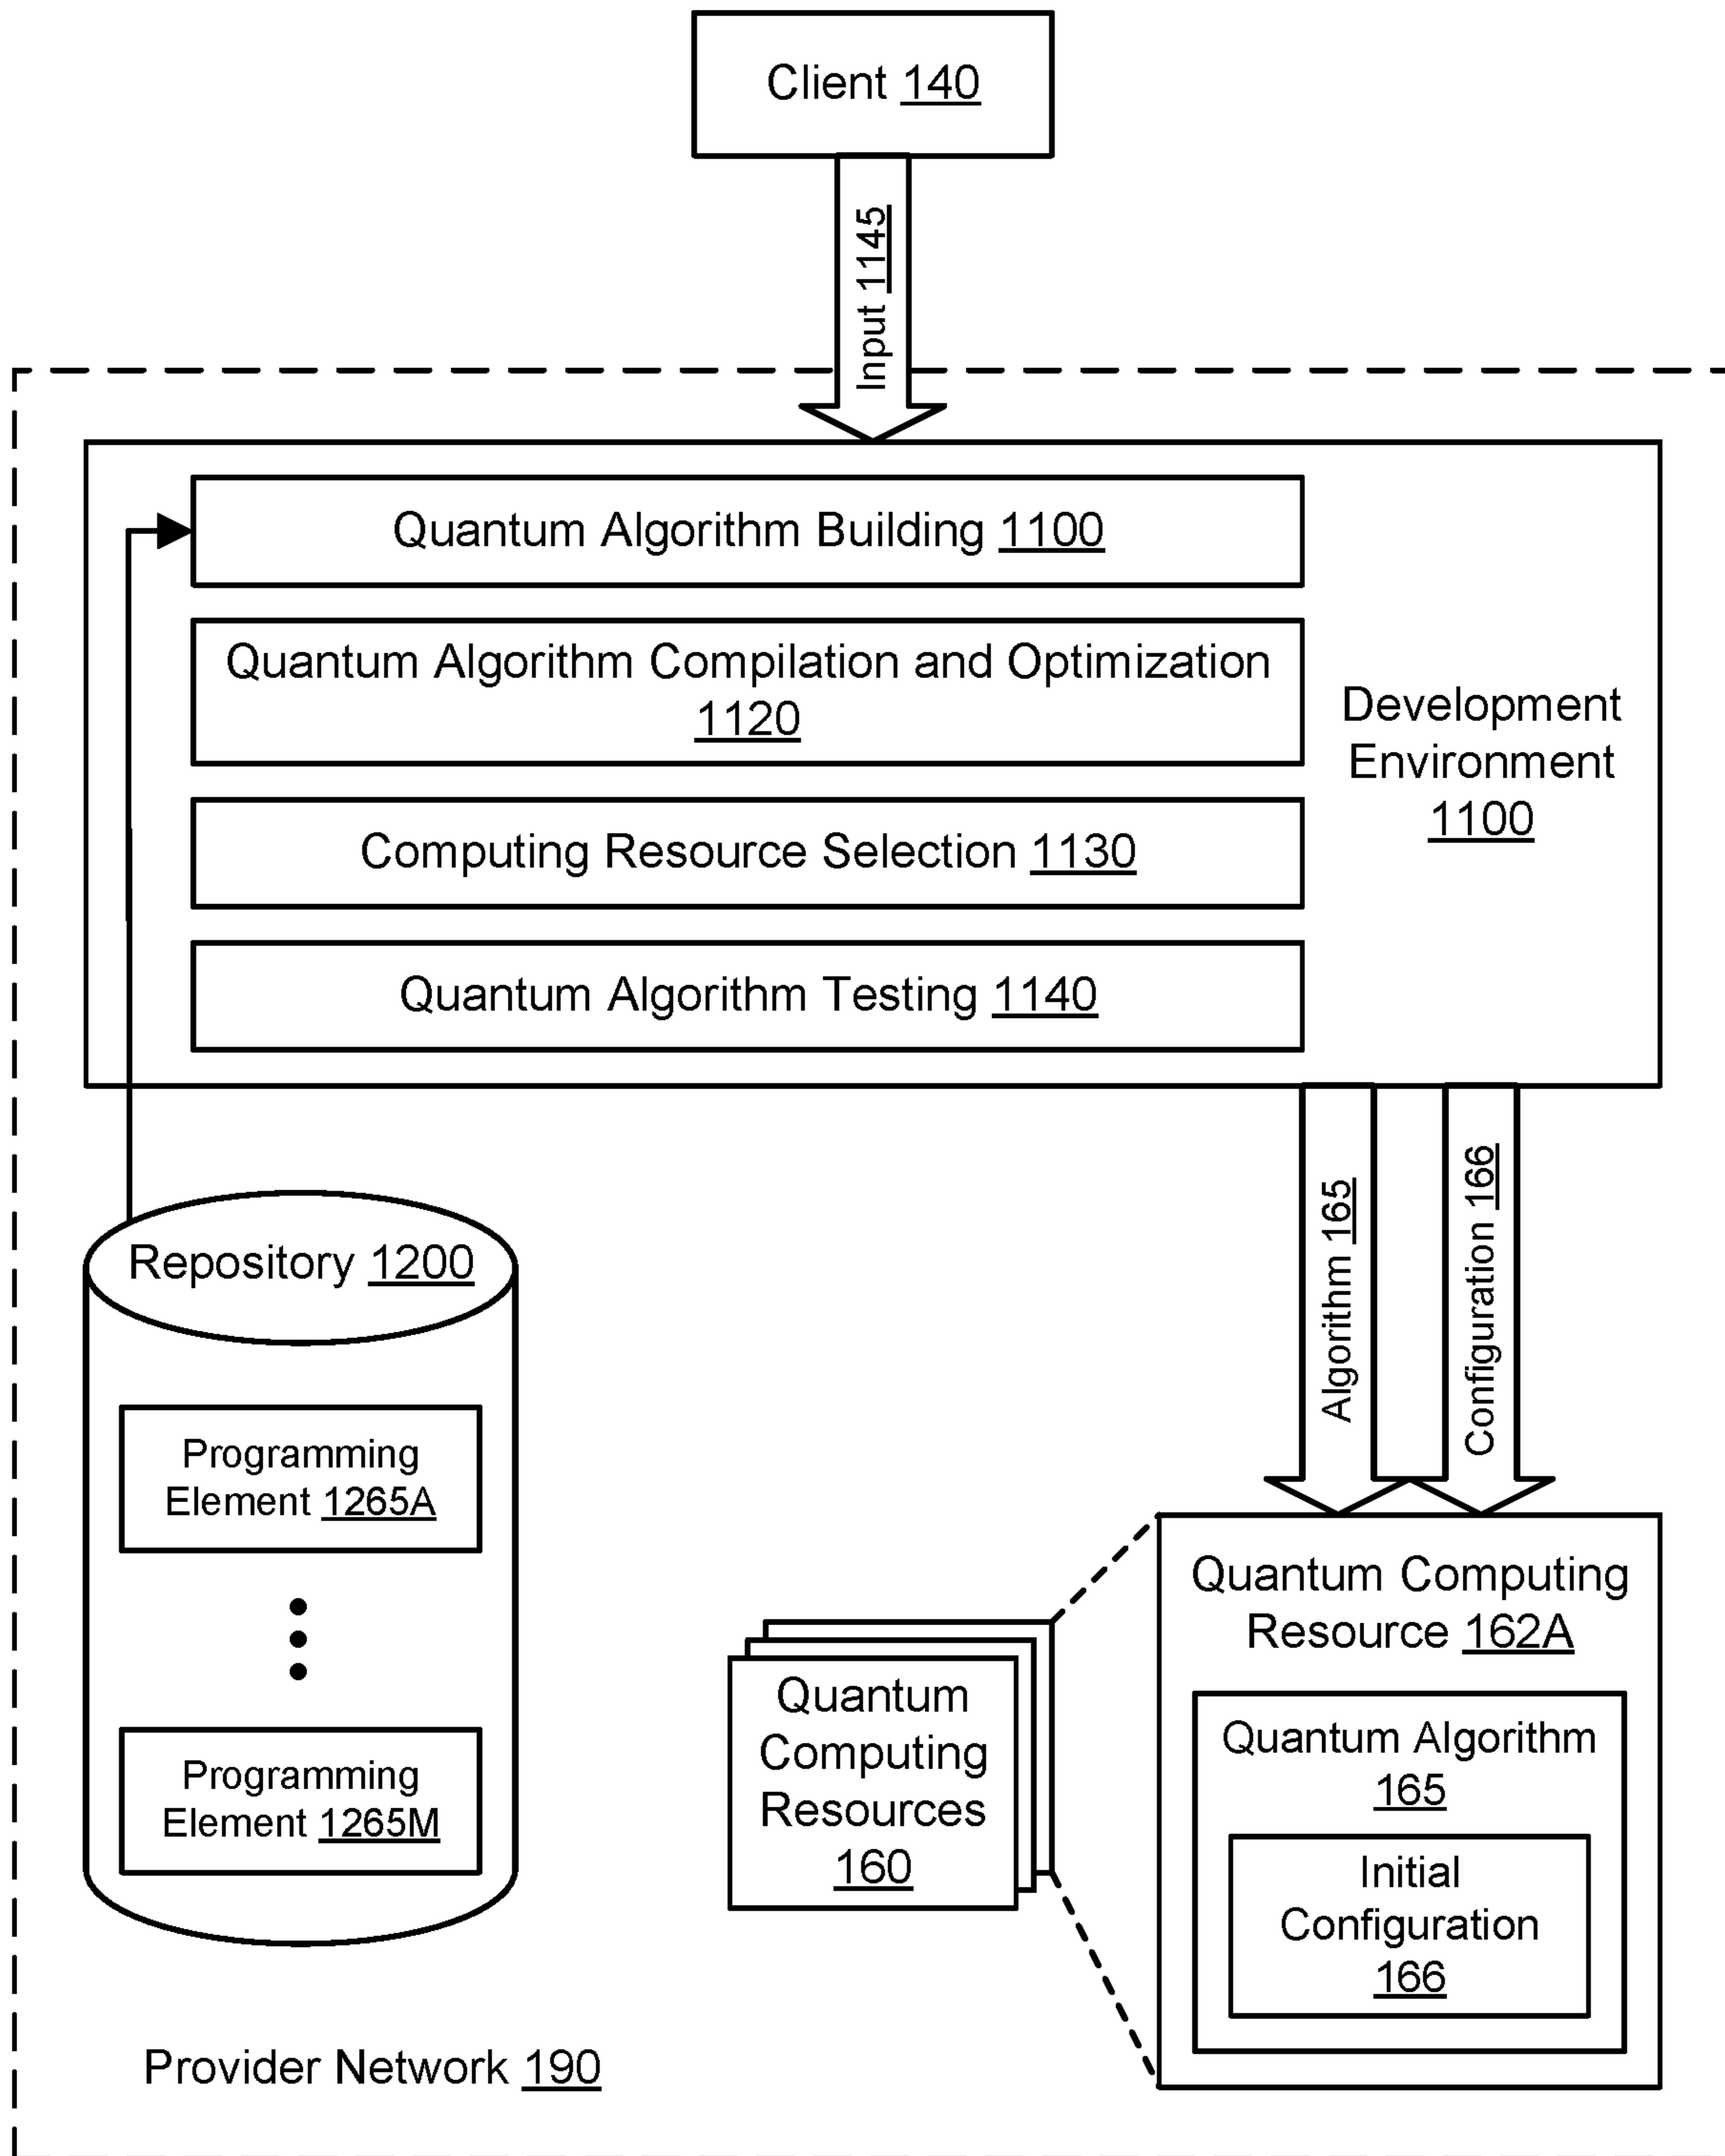 Client 140
Input 1145
Quantum Algorithm Building 1100
Quantum Algorithm Compilation and Optimization
1120
Computing Resource Selection 1130
Quantum Algorithm Testing 1140
Development
Environment
1100
Algorithm 165
Configuration 166
Repository 1200
Programming
Element 1265A
Programming
Element 1265M
Quantum
Computing
Resources
160
Quantum Computing
Resource 162A
Quantum Algorithm
165
Initial
Configuration
166
Provider Network 190